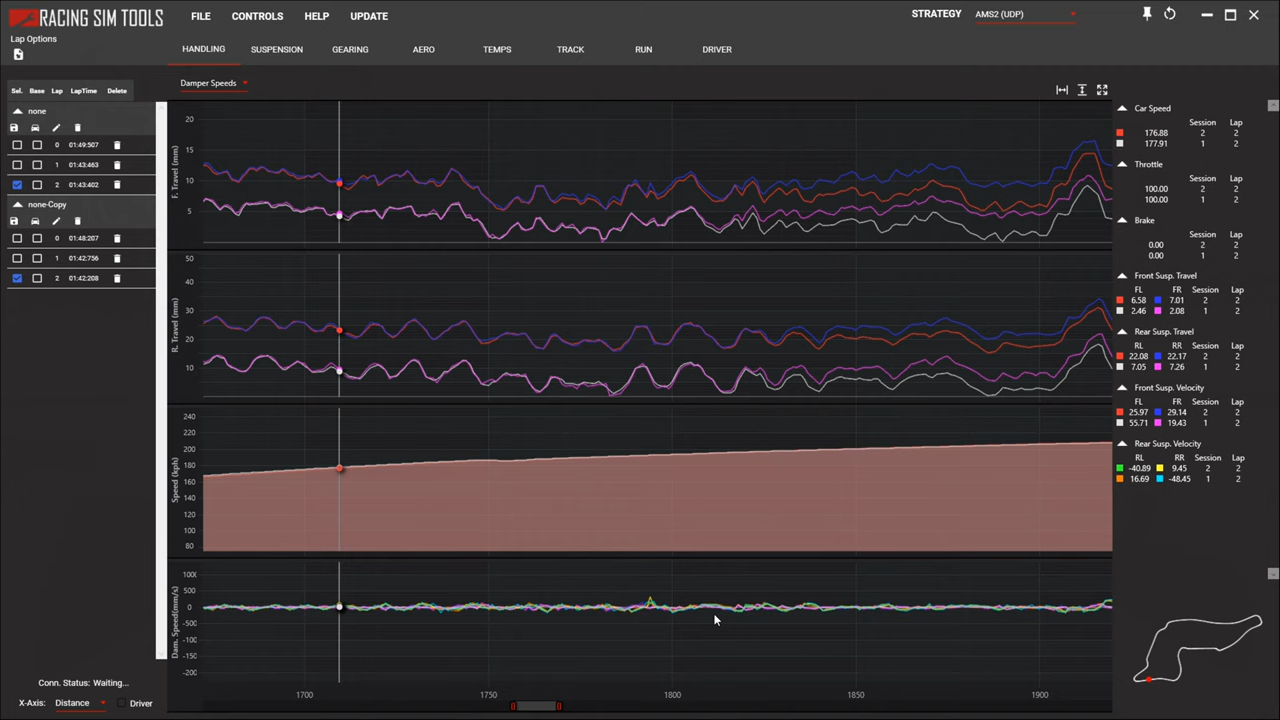 RACING SIM TOOLS
FILE CONTROLS HELP UPDATE
STRATEGY AMS2 (UDP)
Lap Options
HANDLING SUSPENSION GEARING AERO TEMPS TRACK RUN DRIVER
Sel. Base Lap LapTime Delete
none
0 01:49:507
1 01:43:463
2 01:43:402
none-Copy
0 01:48:207
1 01:42:756
2 01:42:208
Conn. Status: Waiting...
X-Axis: Distance Driver
Damper Speeds
F. Travel (mm)
20
15
10
5
R. Travel (mm)
50
40
30
20
10
Speed (kph)
240
220
200
180
160
140
120
100
80
Dam. Speed(mm/s)
100
500
0
-500
-100
-150
-200
1700 1750 1800 1850 1900
Car Speed
Session Lap
176.88 2 2
177.91 1 2
Throttle
100.00 2 2
100.00 1 2
Brake
0.00 2 2
0.00 1 2
Front Susp. Travel
FL FR Session Lap
6.58 7.01 2 2
2.46 2.08 1 2
Rear Susp. Travel
RL RR Session Lap
22.08 22.17 2 2
7.05 7.26 1 2
Front Susp. Velocity
FL FR Session Lap
25.97 29.14 2 2
55.71 19.43 1 2
Rear Susp. Velocity
RL RR Session Lap
-40.89 9.45 2 2
16.69 -48.45 1 2